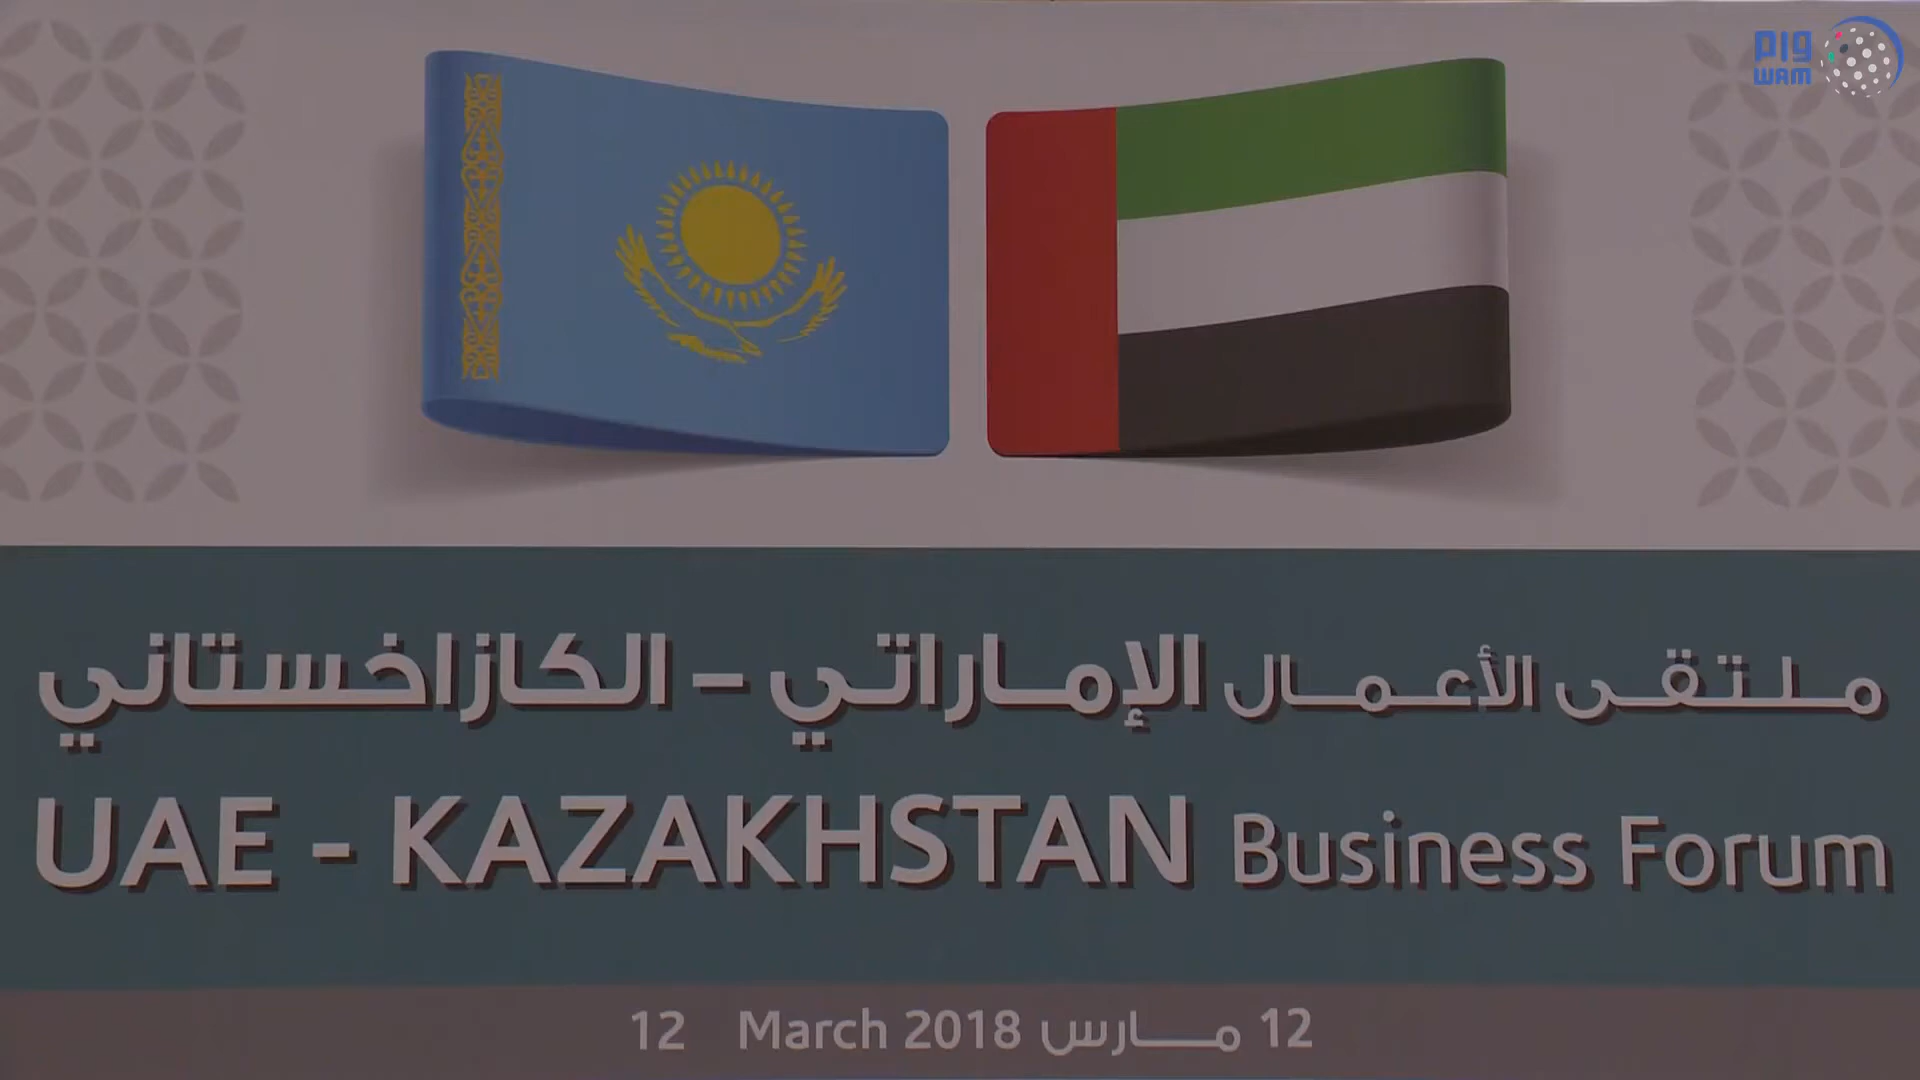 وام
WAM
ملتقى الأعمال الإماراتي - الكازاخستاني
UAE - KAZAKHSTAN Business Forum
12 March 2018 مارس 12